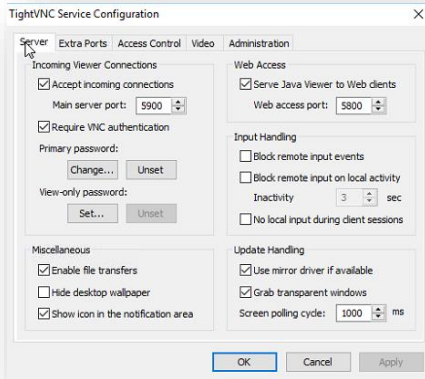 TightVNC Service Configuration
Server Extra Ports Access Control Video Administration
Incoming Viewer Connections
Accept incoming connections
Main server port: 5900
Require VNC authentication
Primary password:
Change... Unset
View-only password:
Set... Unset
Web Access
Serve Java Viewer to Web clients
Web access port: 5800
Input Handling
Block remote input events
Block remote input on local activity
Inactivity 3 sec
No local input during client sessions
Miscellaneous
Enable file transfers
Hide desktop wallpaper
Show icon in the notification area
Update Handling
Use mirror driver if available
Grab transparent windows
Screen polling cycle: 1000 ms
OK Cancel Apply